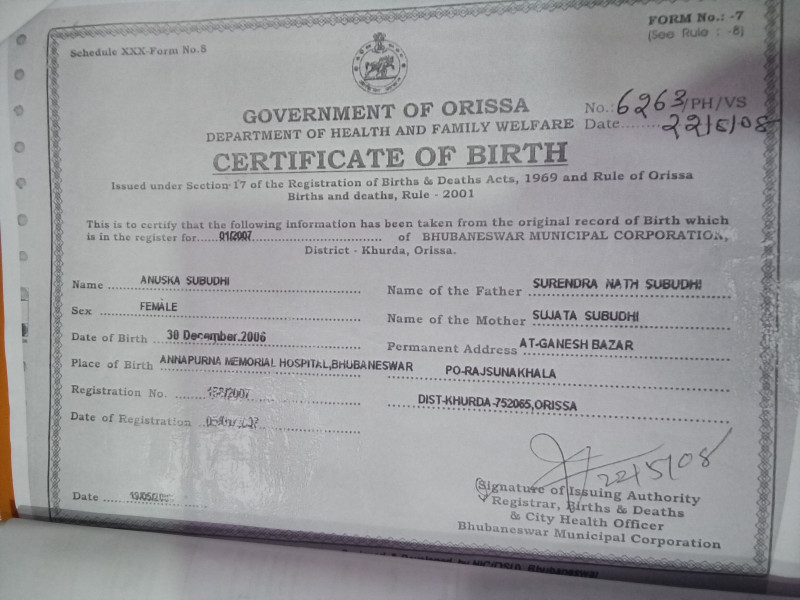 Schedule XXX-Form No.8
FORM No.: -7
(See Rule : -8)
GOVERNMENT OF ORISSA
No.: 6263/PH/VS
DEPARTMENT OF HEALTH AND FAMILY WELFARE
Date........22/5/08
CERTIFICATE OF BIRTH
Issued under Section-17 of the Registration of Births & Deaths Acts, 1969 and Rule of Orissa
Births and deaths, Rule - 2001
This is to certify that the following information has been taken from the original record of Birth which
is in the register for.....01/2007.............................. of BHUBANESWAR MUNICIPAL CORPORATION,
District - Khurda, Orissa.
Name ANUSKA SUBUDHI
Name of the Father SURENDRA NATH SUBUDHI
Sex FEMALE
Name of the Mother SUJATA SUBUDHI
Date of Birth 30 December.2006
Permanent Address AT-GANESH BAZAR
Place of Birth ANNAPURNA MEMORIAL HOSPITAL,BHUBANESWAR
PO-RAJSUNAKHALA
Registration No.
DIST-KHURDA-752065,ORISSA
Date of Registration
22/5/08
Date
Signature of Issuing Authority
Registrar, Births & Deaths
& City Health Officer
Bhubaneswar Municipal Corporation